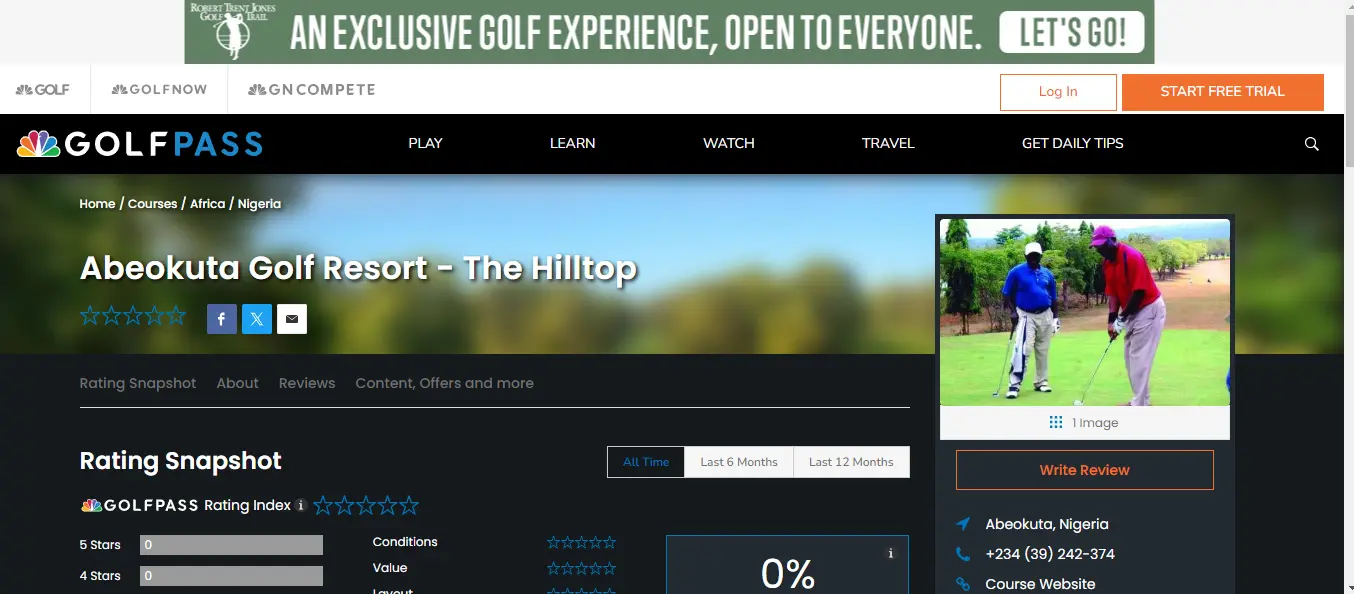 ROBERT TRENT JONES
GOLF TRAIL
AN EXCLUSIVE GOLF EXPERIENCE, OPEN TO EVERYONE.
LET'S GO!
GOLF
GOLFNOW
GNCOMPETE
Log In
START FREE TRIAL
GOLFPASS
PLAY
LEARN
WATCH
TRAVEL
GET DAILY TIPS
Home / Courses / Africa / Nigeria
Abeokuta Golf Resort - The Hilltop
f
X
1 Image
Rating Snapshot
About
Reviews
Content, Offers and more
Rating Snapshot
All Time
Last 6 Months
Last 12 Months
GOLFPASS Rating Index i
5 Stars 0
4 Stars 0
Conditions
Value
Layout
i
0%
Write Review
Abeokuta, Nigeria
+234 (39) 242-374
Course Website